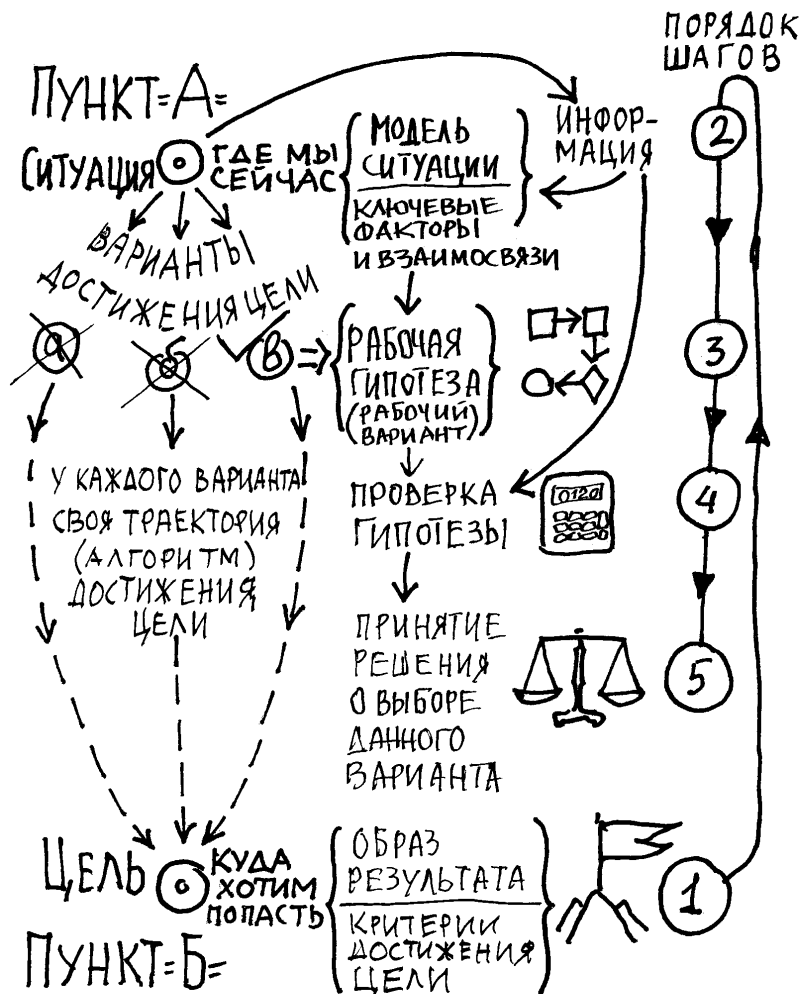 ПОРЯДОК
ШАГОВ
ПУНКТ=А=
СИТУАЦИЯ
ГДЕ МЫ
СЕЙЧАС
МОДЕЛЬ
СИТУАЦИИ
КЛЮЧЕВЫЕ
ФАКТОРЫ
И ВЗАИМОСВЯЗИ
ИНФОР-
МАЦИЯ
2
ВАРИАНТЫ
ДОСТИЖЕНИЯ ЦЕЛИ
а
б
в
РАБОЧАЯ
ГИПОТЕЗА
(РАБОЧИЙ)
ВАРИАНТ)
3
У КАЖДОГО ВАРИАНТА
СВОЯ ТРАЕКТОРИЯ
(АЛГОРИТМ)
ДОСТИЖЕНИЯ
ЦЕЛИ
ПРОВЕРКА
ГИПОТЕЗЫ
0120
4
ПРИНЯТИЕ
РЕШЕНИЯ
О ВЫБОРЕ
ДАННОГО
ВАРИАНТА
5
ЦЕЛЬ
КУДА
ХОТИМ
ПОПАСТЬ
ПУНКТ=Б=
ОБРАЗ
РЕЗУЛЬТАТА
КРИТЕРИИ
ДОСТИЖЕНИЯ
ЦЕЛИ
1